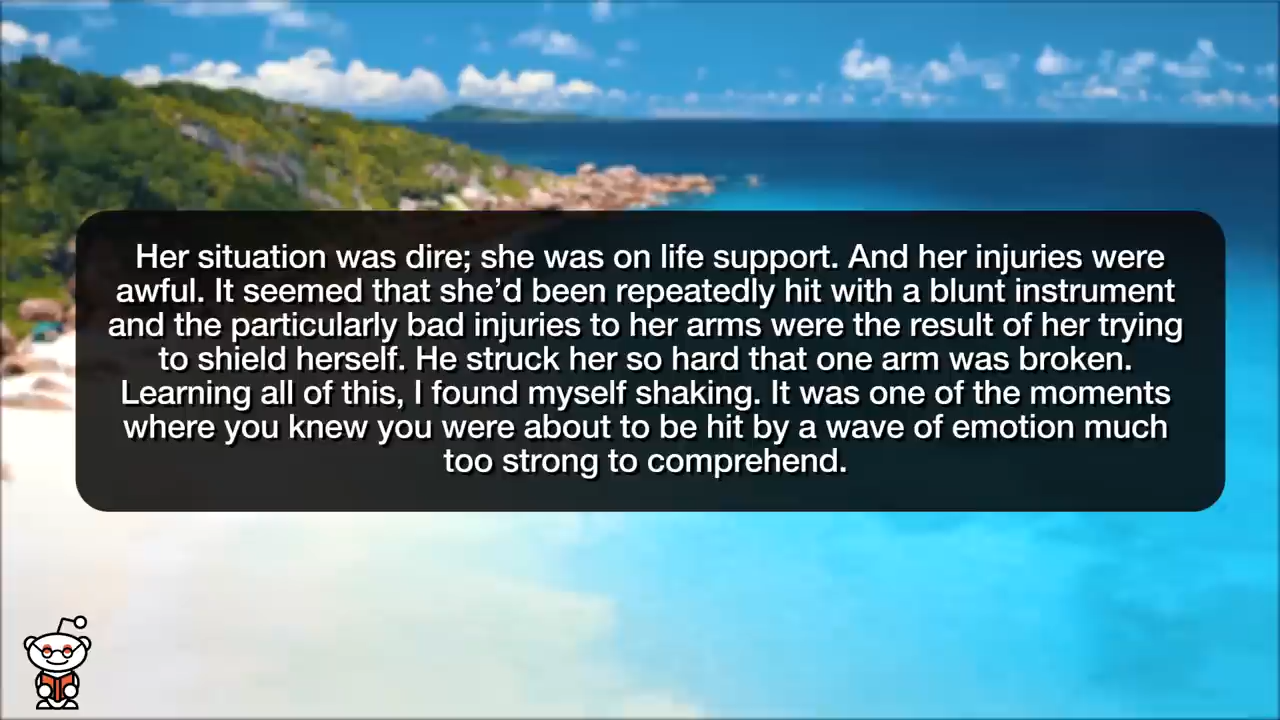 Her situation was dire; she was on life support. And her injuries were
awful. It seemed that she’d been repeatedly hit with a blunt instrument
and the particularly bad injuries to her arms were the result of her trying
to shield herself. He struck her so hard that one arm was broken.
Learning all of this, I found myself shaking. It was one of the moments
where you knew you were about to be hit by a wave of emotion much
too strong to comprehend.